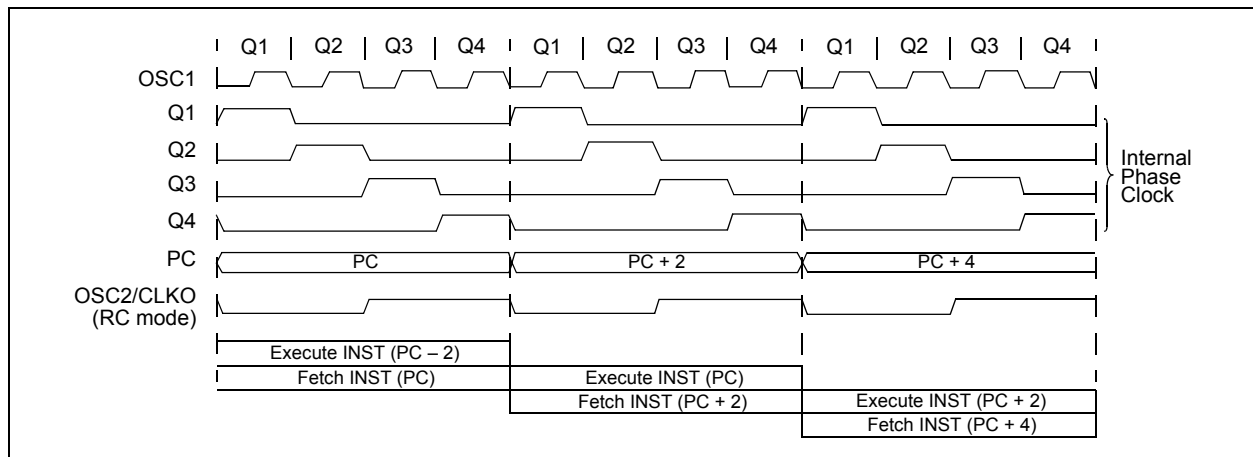 Q1 Q2 Q3 Q4 Q1 Q2 Q3 Q4 Q1 Q2 Q3 Q4
OSC1
Q1
Q2
Q3
Q4
Internal
Phase
Clock
PC PC PC + 2 PC + 4
OSC2/CLKO
(RC mode)
Execute INST (PC – 2)
Fetch INST (PC) Execute INST (PC)
Fetch INST (PC + 2) Execute INST (PC + 2)
Fetch INST (PC + 4)